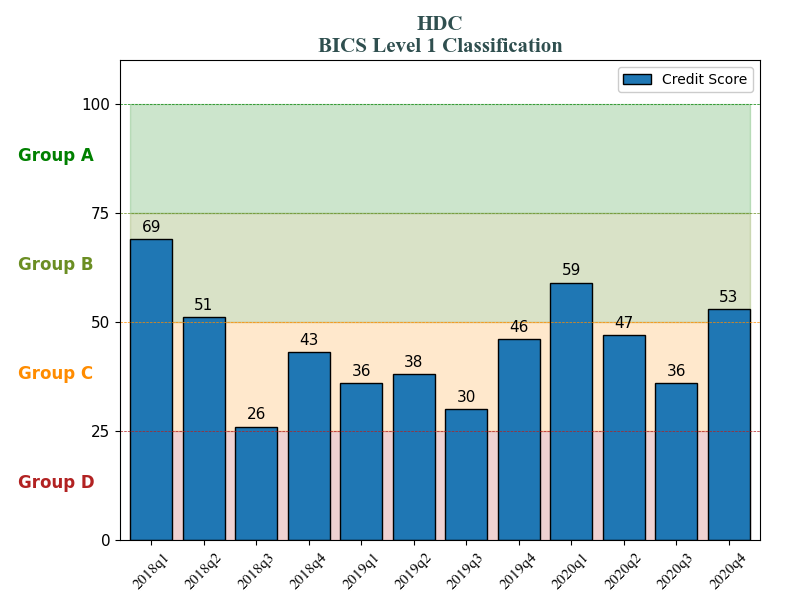 HDC
BICS Level 1 Classification
Credit Score
100
Group A
75
69
Group B
59
53
51
50
47
46
43
Group C
38
36
36
30
26
25
Group D
0
2018q1 2018q2 2018q3 2018q4 2019q1 2019q2 2019q3 2019q4 2020q1 2020q2 2020q3 2020q4